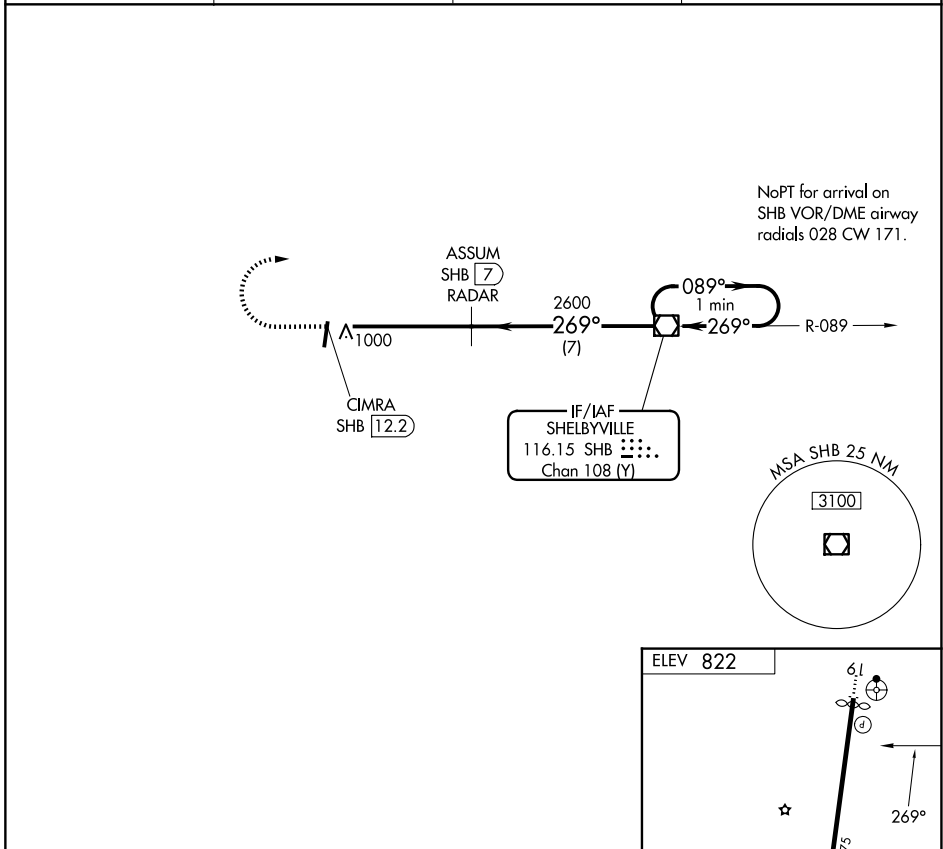 NoPT for arrival on
SHB VOR/DME airway
radials 028 CW 171.
ASSUM
SHB 7
RADAR
089°
1 min
2600
269°
(7)
269°
R-089
1000
CIMRA
SHB 12.2
IF/IAF
SHELBYVILLE
116.15 SHB
Chan 108 (Y)
MSA SHB 25 NM
3100
ELEV 822
19
P
269°
75